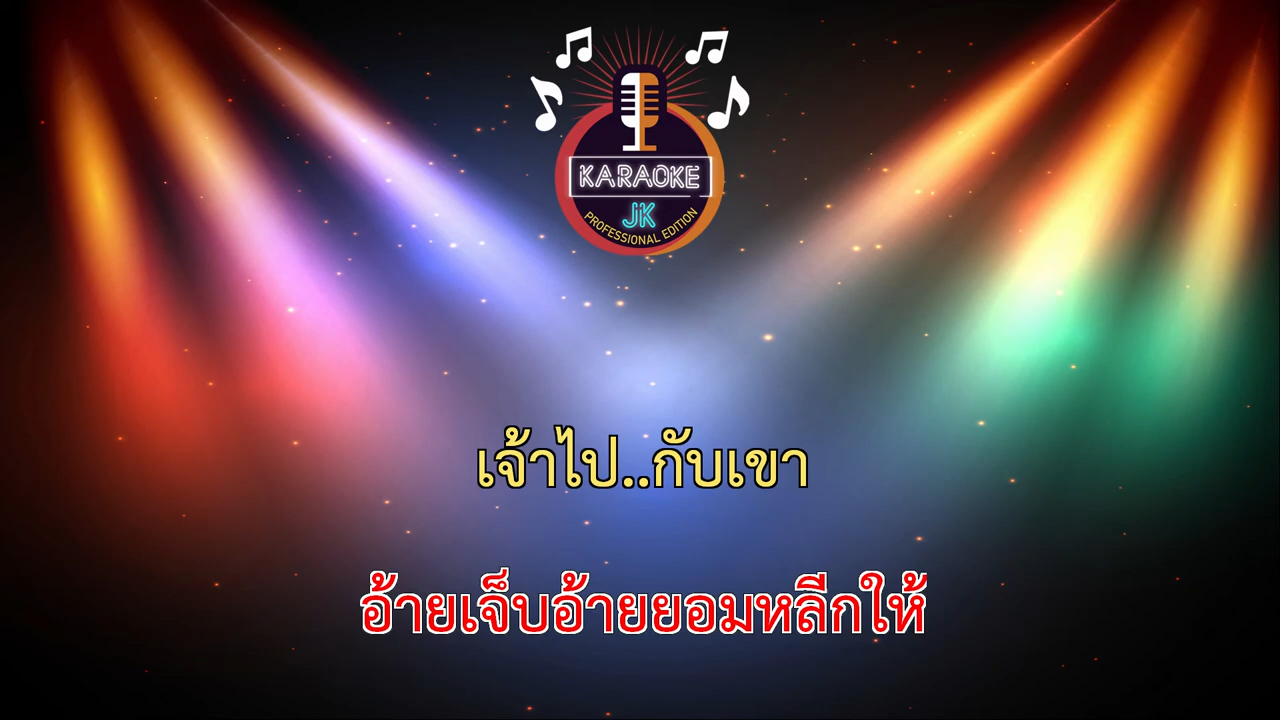 KARAOKE
JK
PROFESSIONAL EDITION
เจ้าไป..กับเขา
อ้ายเจ็บอ้ายยอมหลีกให้